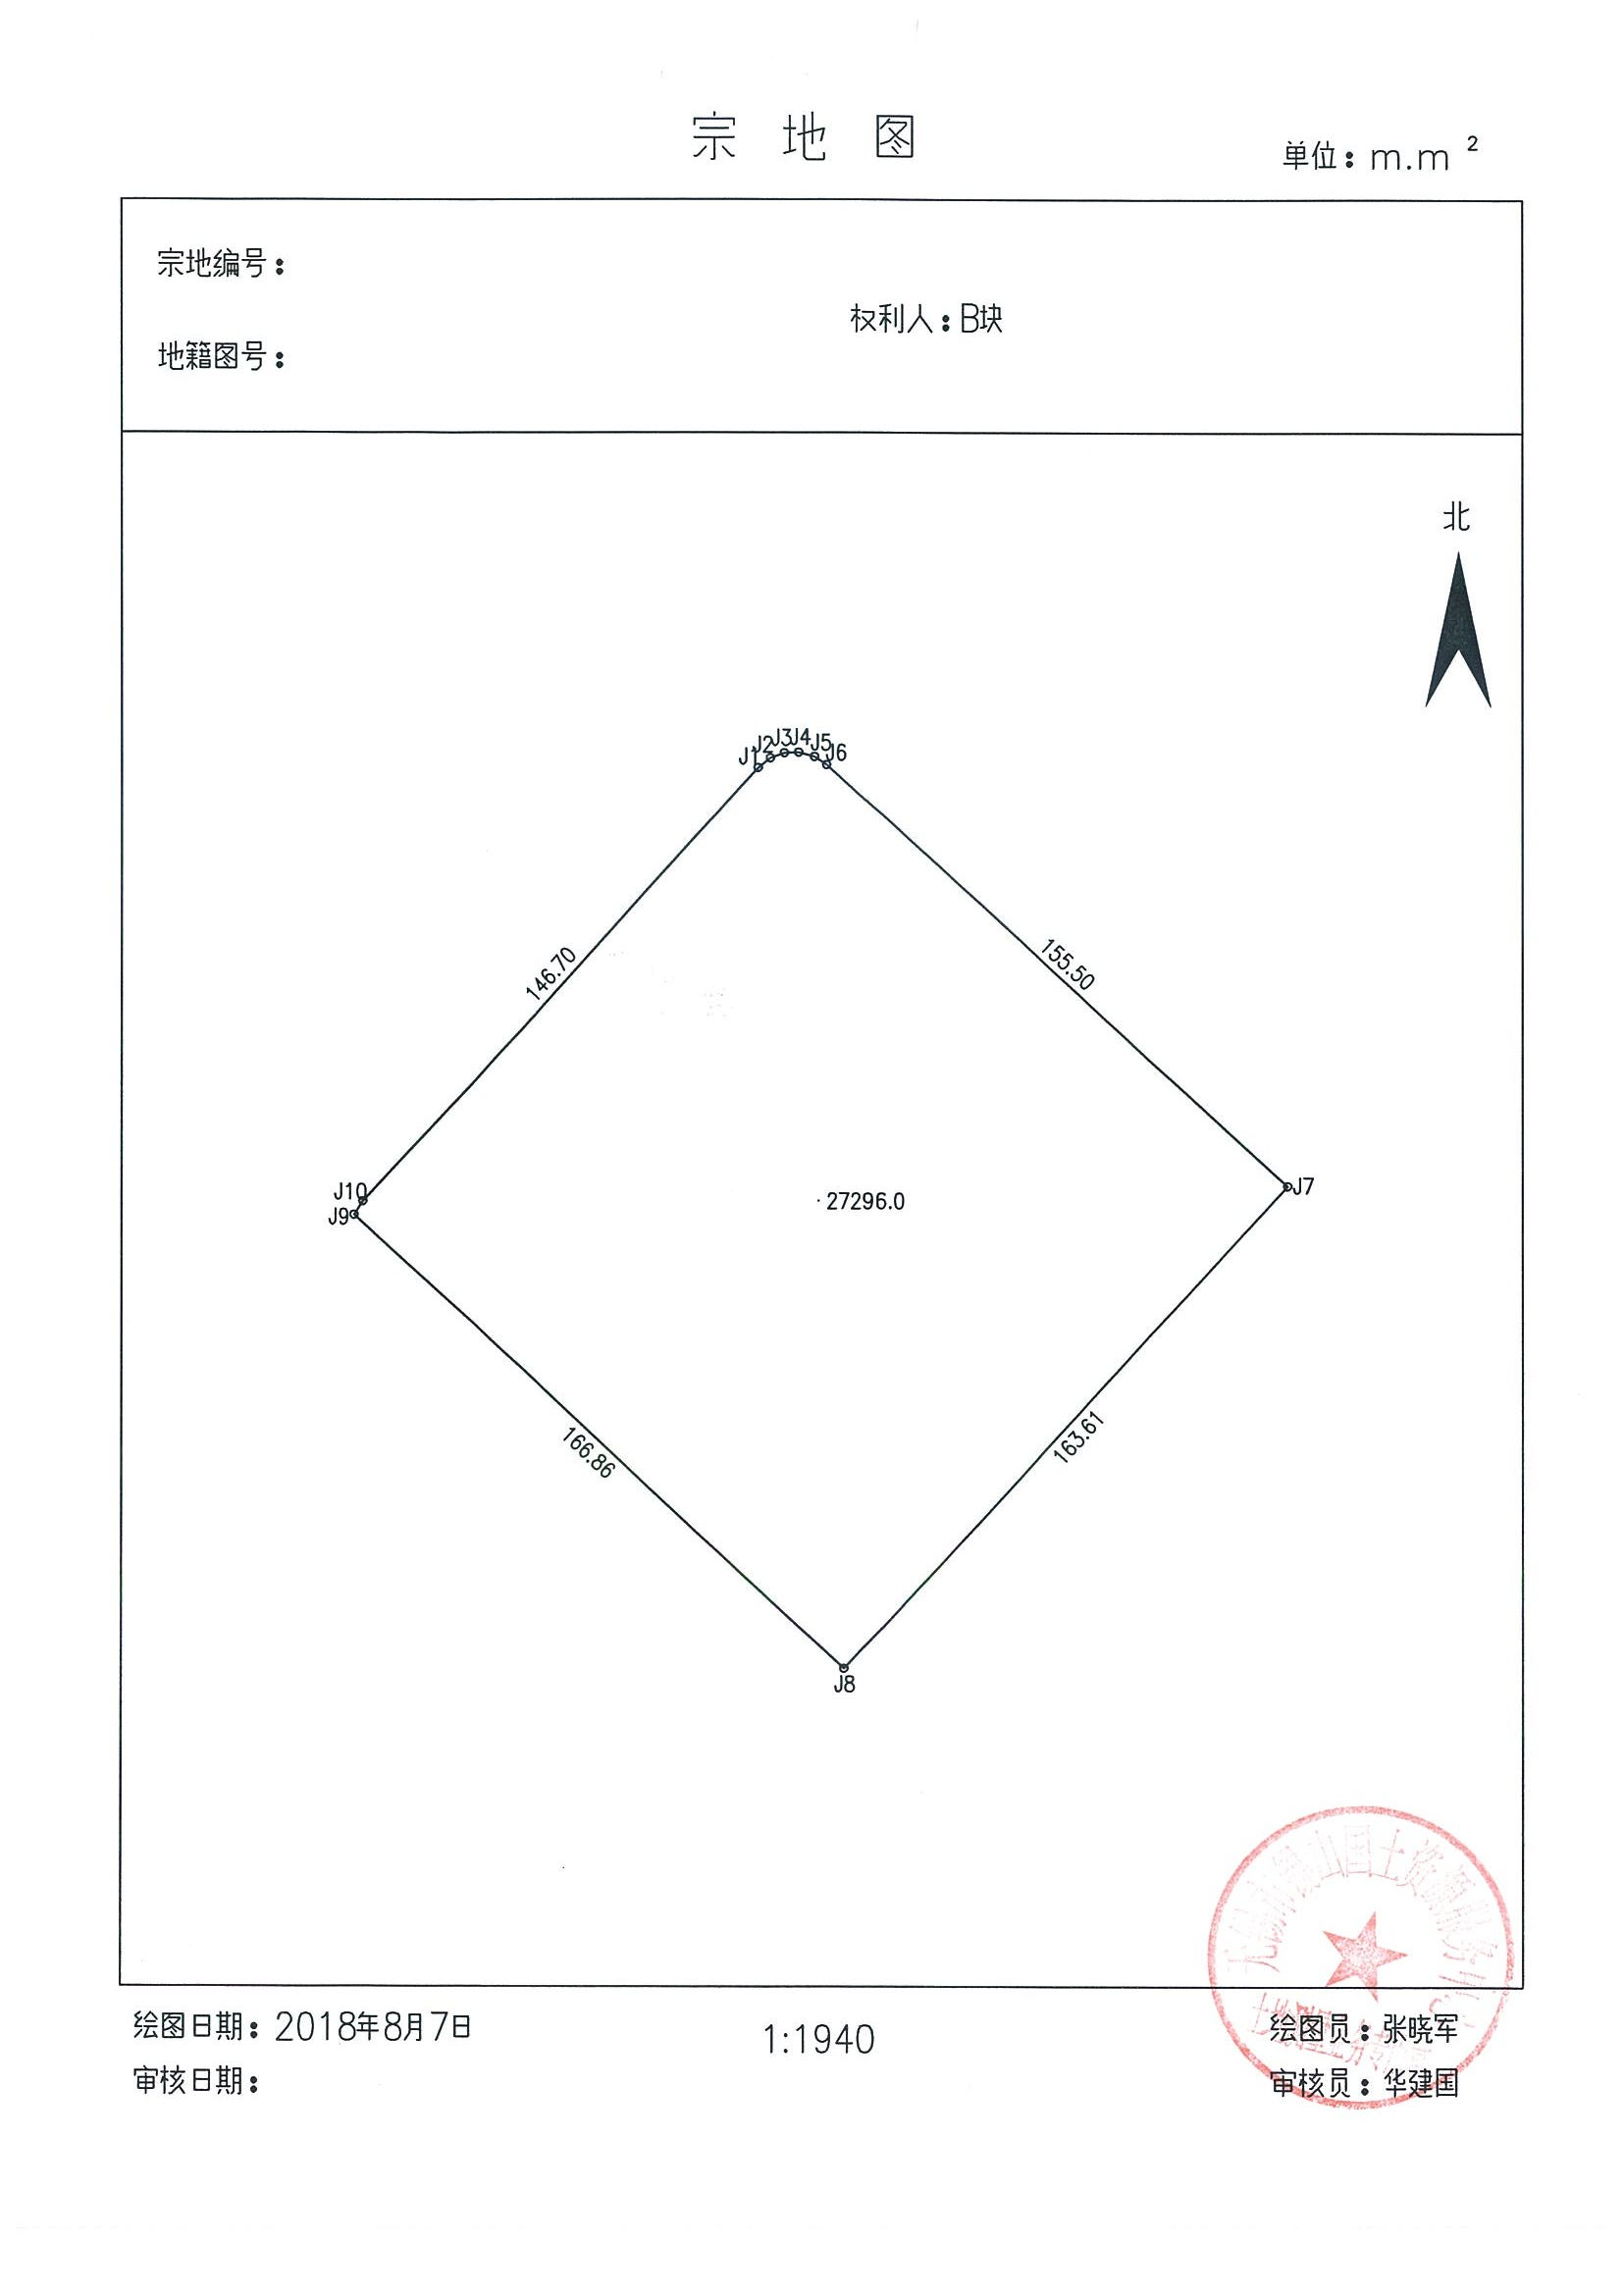 宗 地 图
单位：m.m²
宗地编号：
权利人：B块
地籍图号：
北
J1
J2
J3
J4
J5
J6
146.70
155.50
J10
J9
27296.0
J7
166.86
163.61
J8
绘图日期：2018年8月7日
1:1940
绘图员：张晓军
审核日期：
审核员：华建国